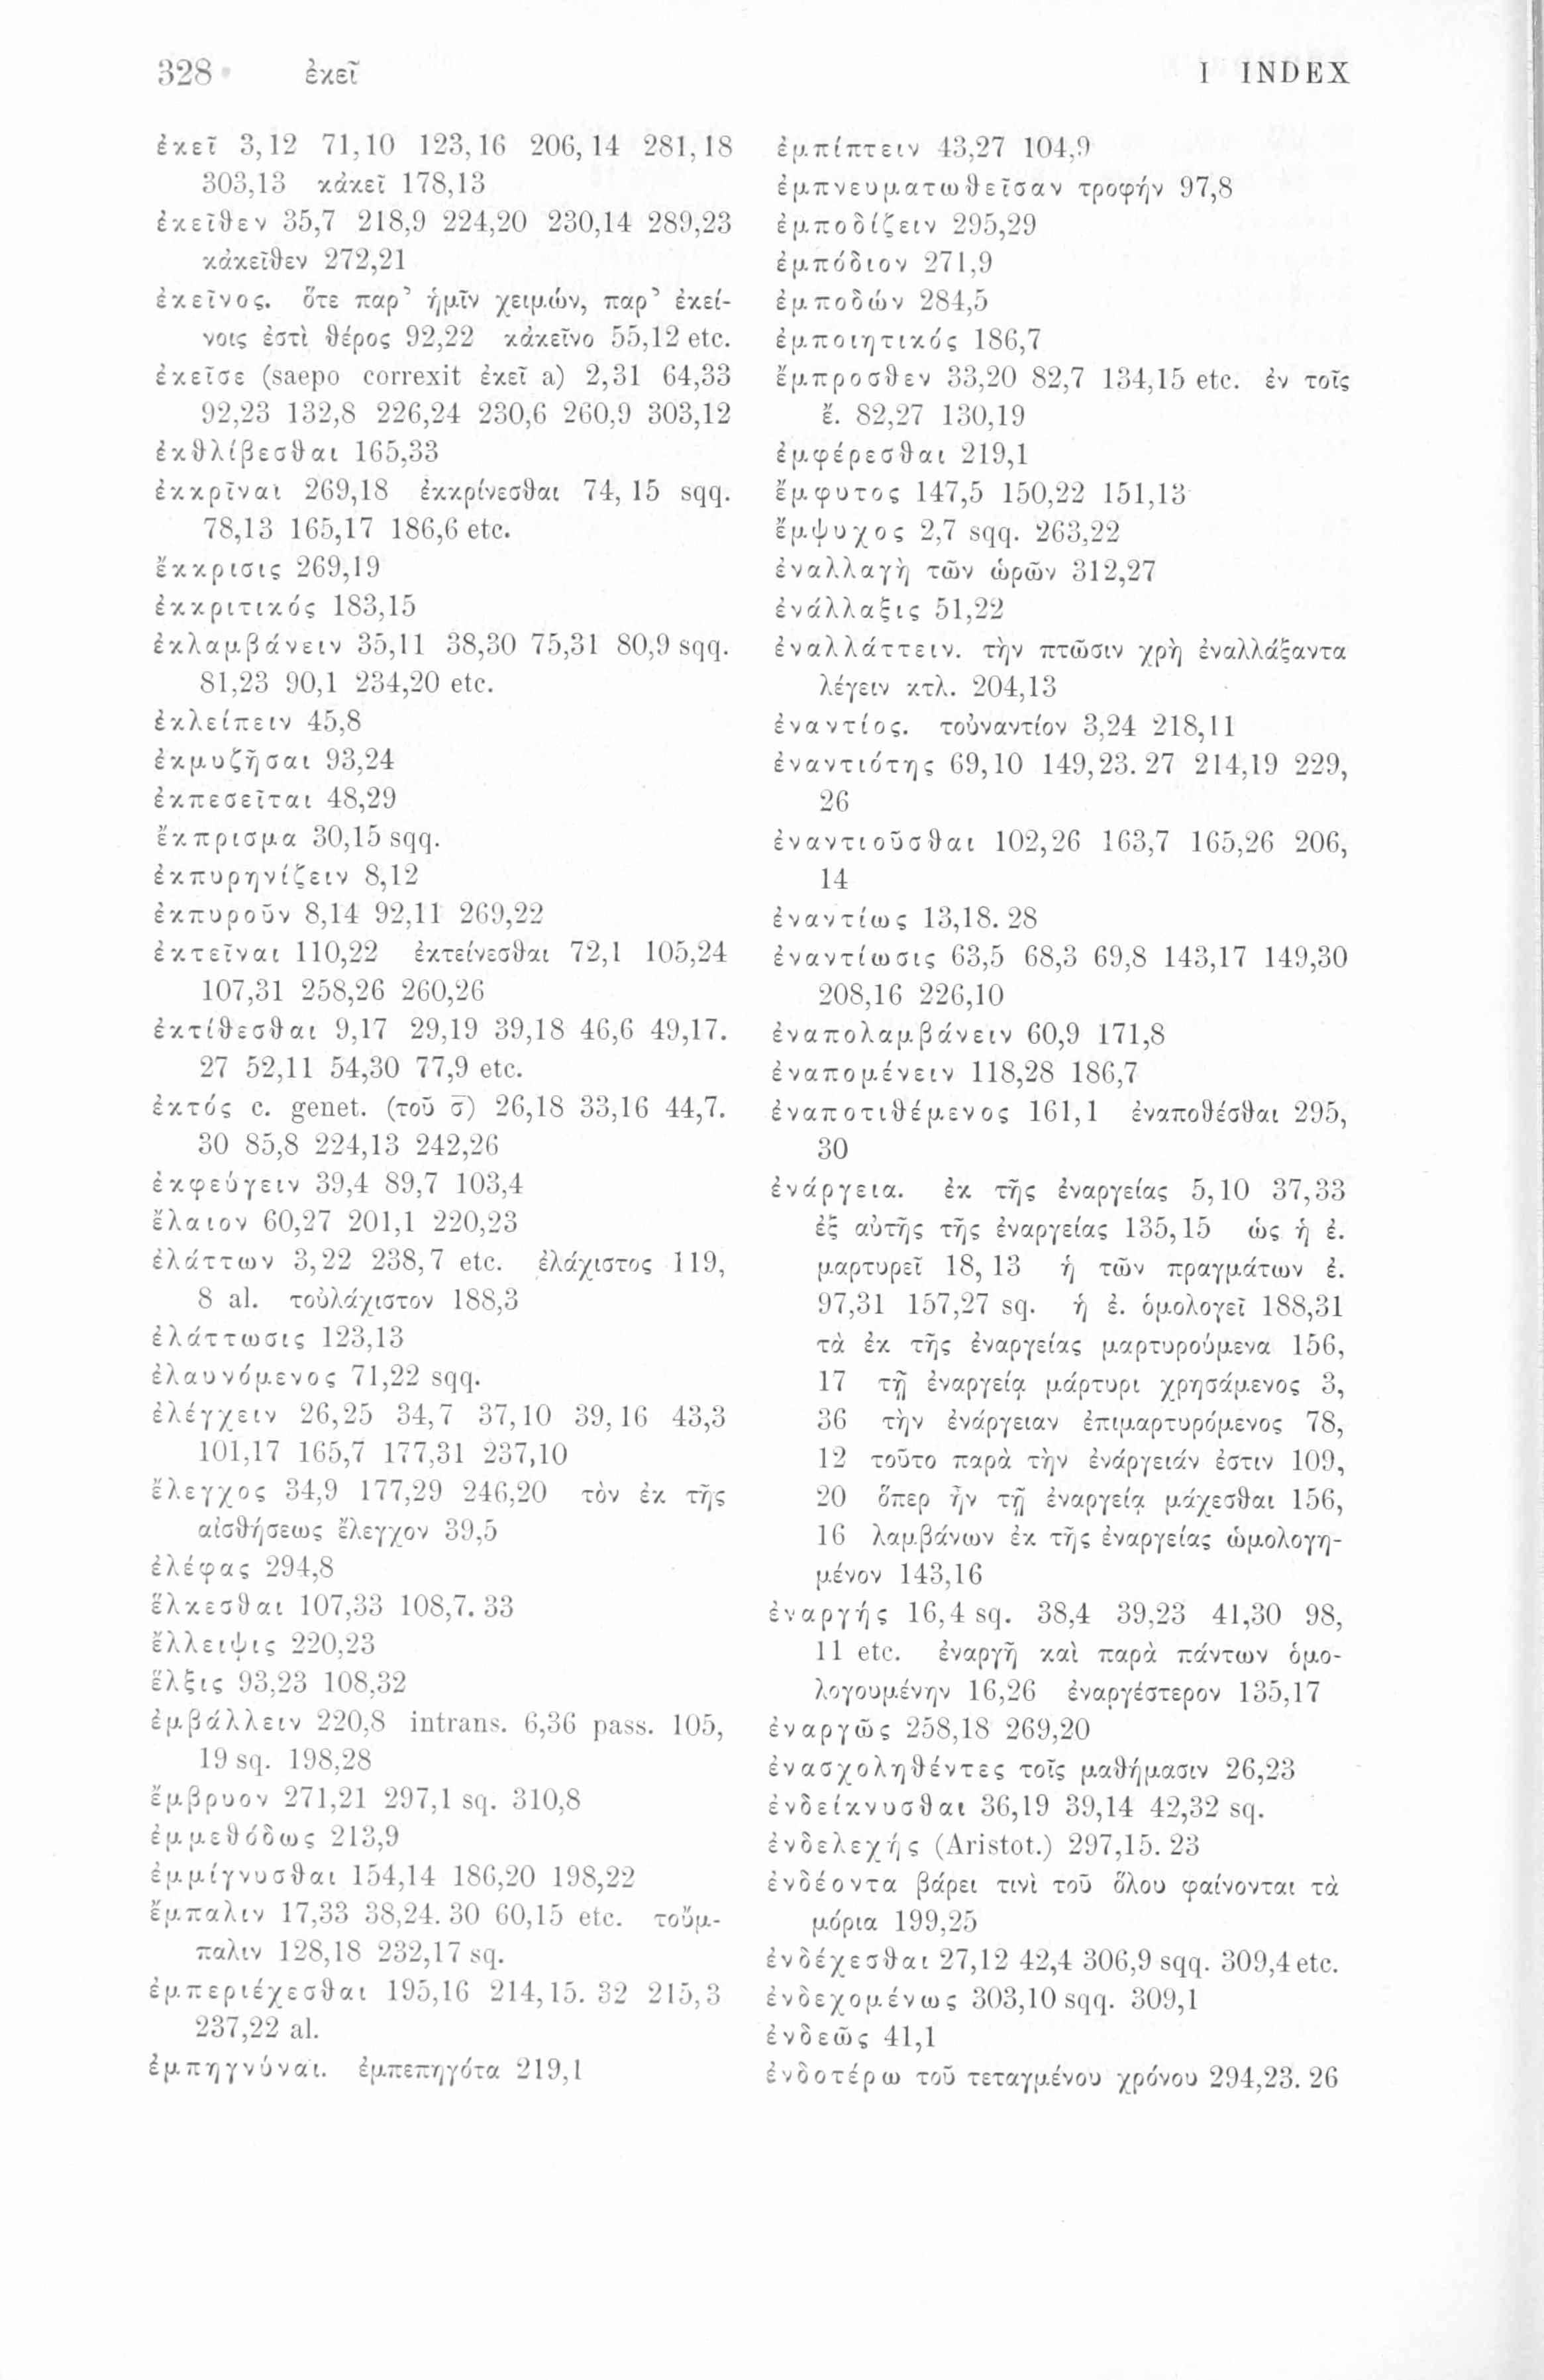 328 ἐκεῖ I INDEX
ἐκεῖ 3,12 71,10 123,16 206,14 281,18
303,13 κἀκεῖ 178,13
ἐκεῖθεν 35,7 218,9 224,20 230,14 289,23
κἀκεῖθεν 272,21
ἐκεῖνος. ὅτε παρ’ ἡμῖν χειμών, παρ’ ἐκεί-
νοις ἐστὶ θέρος 92,22 κἀκεῖνο 55,12 etc.
ἐκεῖσε (saepo correxit ἐκεῖ a) 2,31 64,33
92,23 132,8 226,24 230,6 260,9 303,12
ἐκθλίβεσθαι 165,33
ἐκκρῖναι 269,18 ἐκκρίνεσθαι 74,15 sqq.
78,13 165,17 186,6 etc.
ἔκκρισις 269,19
ἐκκριτικός 183,15
ἐκλαμβάνειν 35,11 38,30 75,31 80,9 sqq.
81,23 90,1 234,20 etc.
ἐκλείπειν 45,8
ἐκμυζῆσαι 93,24
ἐκπεσεῖται 48,29
ἔκπρισμα 30,15 sqq.
ἐκπυρηνίζειν 8,12
ἐκπυροῦν 8,14 92,11 269,22
ἐκτεῖναι 110,22 ἐκτείνεσθαι 72,1 105,24
107,31 258,26 260,26
ἐκτίθεσθαι 9,17 29,19 39,18 46,6 49,17.
27 52,11 54,30 77,9 etc.
ἐκτός c. genet. (τοῦ σ̄) 26,18 33,16 44,7.
30 85,8 224,13 242,26
ἐκφεύγειν 39,4 89,7 103,4
ἔλαιον 60,27 201,1 220,23
ἐλάττων 3,22 238,7 etc. ἐλάχιστος 119,
8 al. τοὐλάχιστον 188,3
ἐλάττωσις 123,13
ἐλαυνόμενος 71,22 sqq.
ἐλέγχειν 26,25 34,7 37,10 39,16 43,3
101,17 165,7 177,31 237,10
ἔλεγχος 34,9 177,29 246,20 τὸν ἐκ τῆς
αἰσθήσεως ἔλεγχον 39,5
ἐλέφας 294,8
ἕλκεσθαι 107,33 108,7. 33
ἔλλειψις 220,23
ἕλξις 93,23 108,32
ἐμβάλλειν 220,8 intrans. 6,36 pass. 105,
19 sq. 198,28
ἔμβρυον 271,21 297,1 sq. 310,8
ἐμμεθόδως 213,9
ἐμμίγνυσθαι 154,14 186,20 198,22
ἔμπαλιν 17,33 38,24. 30 60,15 etc. τοὔμ-
παλιν 128,18 232,17 sq.
ἐμπεριέχεσθαι 195,16 214,15. 32 215,3
237,22 al.
ἐμπηγνύναι. ἐμπεπηγότα 219,1
ἐμπίπτειν 43,27 104,9
ἐμπνευματωθεῖσαν τροφήν 97,8
ἐμποδίζειν 295,29
ἐμπόδιον 271,9
ἐμποδών 284,5
ἐμποιητικός 186,7
ἔμπροσθεν 33,20 82,7 134,15 etc. ἐν τοῖς
ἔ. 82,27 130,19
ἐμφέρεσθαι 219,1
ἔμφυτος 147,5 150,22 151,13
ἔμψυχος 2,7 sqq. 263,22
ἐναλλαγὴ τῶν ὡρῶν 312,27
ἐνάλλαξις 51,22
ἐναλλάττειν. τὴν πτῶσιν χρὴ ἐναλλάξαντα
λέγειν κτλ. 204,13
ἐναντίος. τοὐναντίον 3,24 218,11
ἐναντιότης 69,10 149,23. 27 214,19 229,
26
ἐναντιοῦσθαι 102,26 163,7 165,26 206,
14
ἐναντίως 13,18. 28
ἐναντίωσις 63,5 68,3 69,8 143,17 149,30
208,16 226,10
ἐναπολαμβάνειν 60,9 171,8
ἐναπομένειν 118,28 186,7
ἐναποτιθέμενος 161,1 ἐναποθέσθαι 295,
30
ἐνάργεια. ἐκ τῆς ἐναργείας 5,10 37,33
ἐξ αὐτῆς τῆς ἐναργείας 135,15 ὡς ἡ ἐ.
μαρτυρεῖ 18,13 ἡ τῶν πραγμάτων ἐ.
97,31 157,27 sq. ἡ ἐ. ὁμολογεῖ 188,31
τὰ ἐκ τῆς ἐναργείας μαρτυρούμενα 156,
17 τῇ ἐναργείᾳ μάρτυρι χρησάμενος 3,
36 τὴν ἐνάργειαν ἐπιμαρτυρόμενος 78,
12 τοῦτο παρὰ τὴν ἐνάργειάν ἐστιν 109,
20 ὅπερ ἦν τῇ ἐναργείᾳ μάχεσθαι 156,
16 λαμβάνων ἐκ τῆς ἐναργείας ὡμολογη-
μένον 143,16
ἐναργής 16,4 sq. 38,4 39,23 41,30 98,
11 etc. ἐναργῆ καὶ παρὰ πάντων ὁμο-
λογουμένην 16,26 ἐναργέστερον 135,17
ἐναργῶς 258,18 269,20
ἐνασχοληθέντες τοῖς μαθήμασιν 26,23
ἐνδείκνυσθαι 36,19 39,14 42,32 sq.
ἐνδελεχής (Aristot.) 297,15. 23
ἐνδέοντα βάρει τινὶ τοῦ ὅλου φαίνονται τὰ
μόρια 199,25
ἐνδέχεσθαι 27,12 42,4 306,9 sqq. 309,4 etc.
ἐνδεχομένως 303,10 sqq. 309,1
ἐνδεῶς 41,1
ἐνδοτέρω τοῦ τεταγμένου χρόνου 294,23. 26